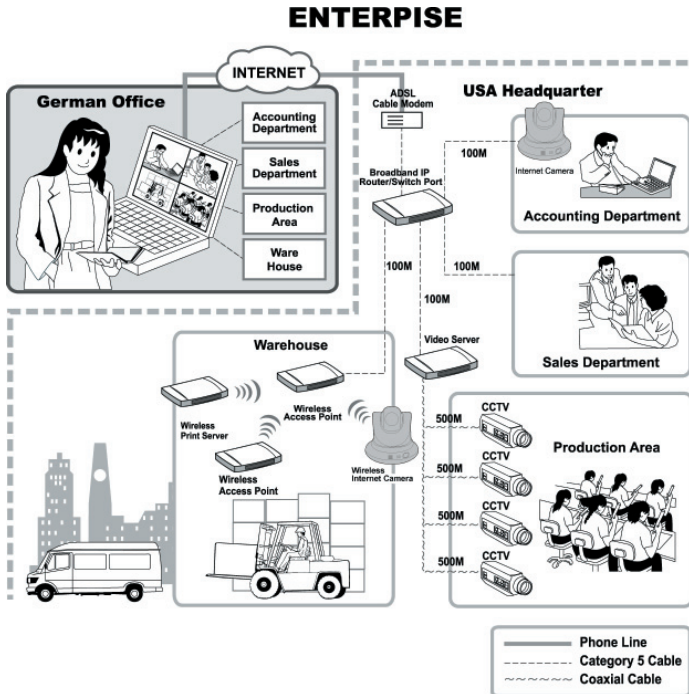 ENTERPISE
INTERNET
German Office
Accounting
Department
Sales
Department
Production
Area
Ware
House
ADSL
Cable Modem
USA Headquarter
Broadband IP
Router/Switch Port
100M
Internet Camera
Accounting Department
100M
100M
100M
Sales Department
Warehouse
Video Server
Wireless
Print Server
Wireless
Access Point
Wireless
Access Point
Wireless
Internet Camera
500M
CCTV
500M
CCTV
500M
CCTV
500M
CCTV
Production Area
Phone Line
Category 5 Cable
Coaxial Cable